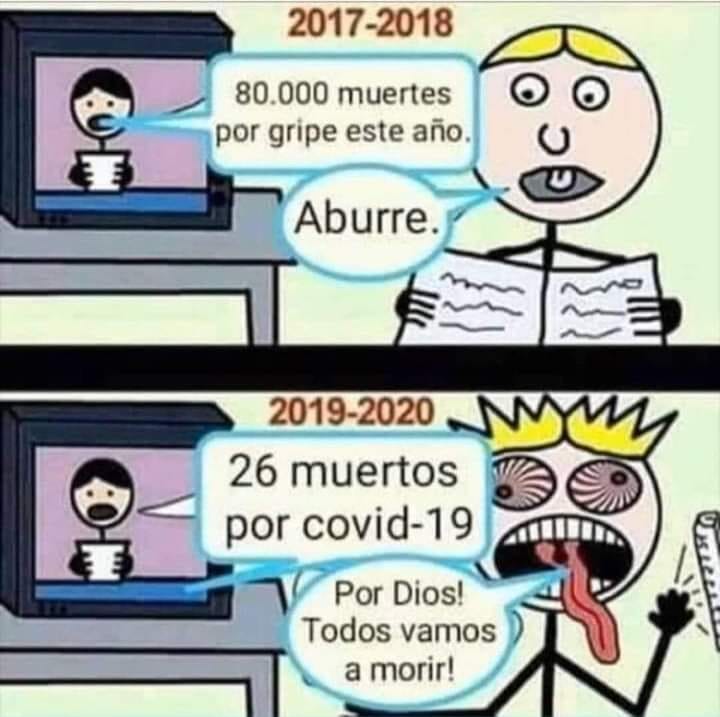 2017-2018
80.000 muertes
por gripe este año.
Aburre.
2019-2020
26 muertos
por covid-19
Por Dios!
Todos vamos
a morir!